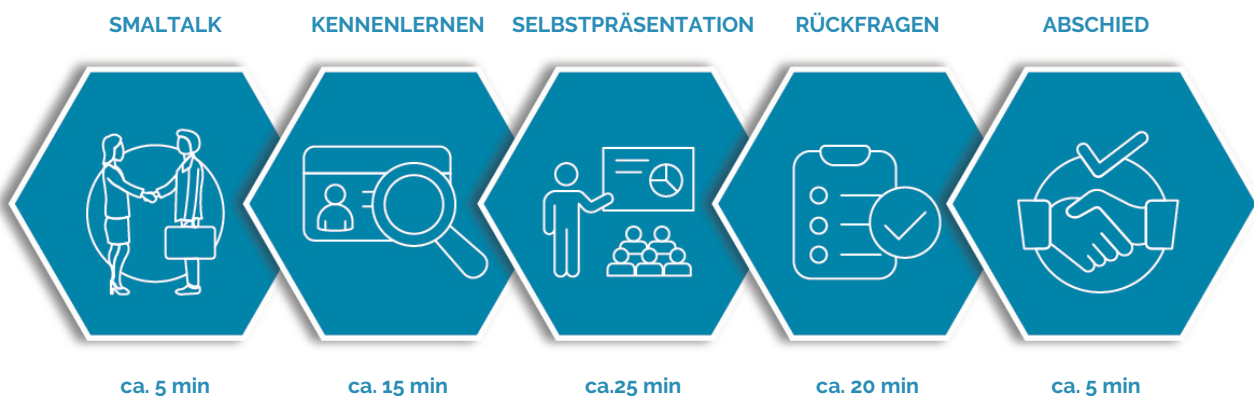 SMALTALK
KENNENLERNEN
SELBSTPRÄSENTATION
RÜCKFRAGEN
ABSCHIED
ca. 5 min
ca. 15 min
ca.25 min
ca. 20 min
ca. 5 min